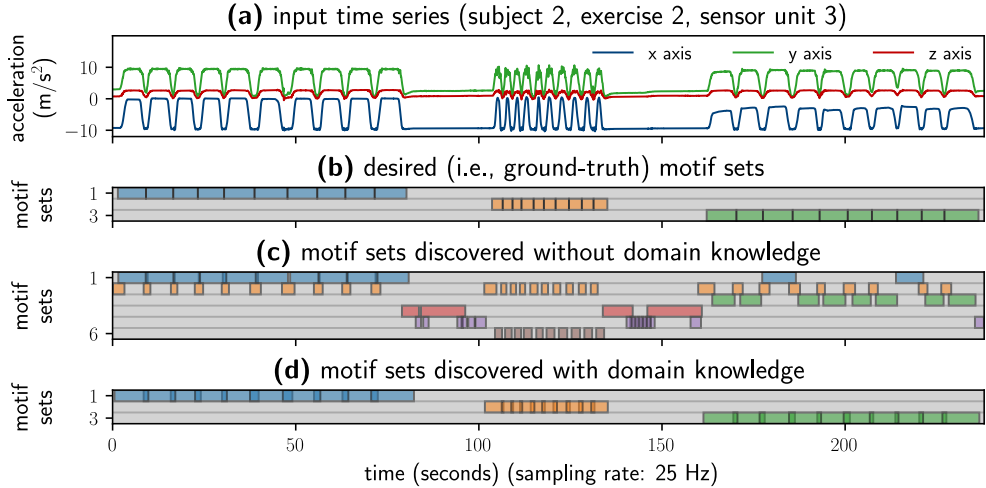 (a) input time series (subject 2, exercise 2, sensor unit 3)
acceleration
(m/s²)
10
0
−10
x axis
y axis
z axis
(b) desired (i.e., ground-truth) motif sets
motif
sets
1
3
(c) motif sets discovered without domain knowledge
motif
sets
1
6
(d) motif sets discovered with domain knowledge
motif
sets
1
3
0 50 100 150 200
time (seconds) (sampling rate: 25 Hz)